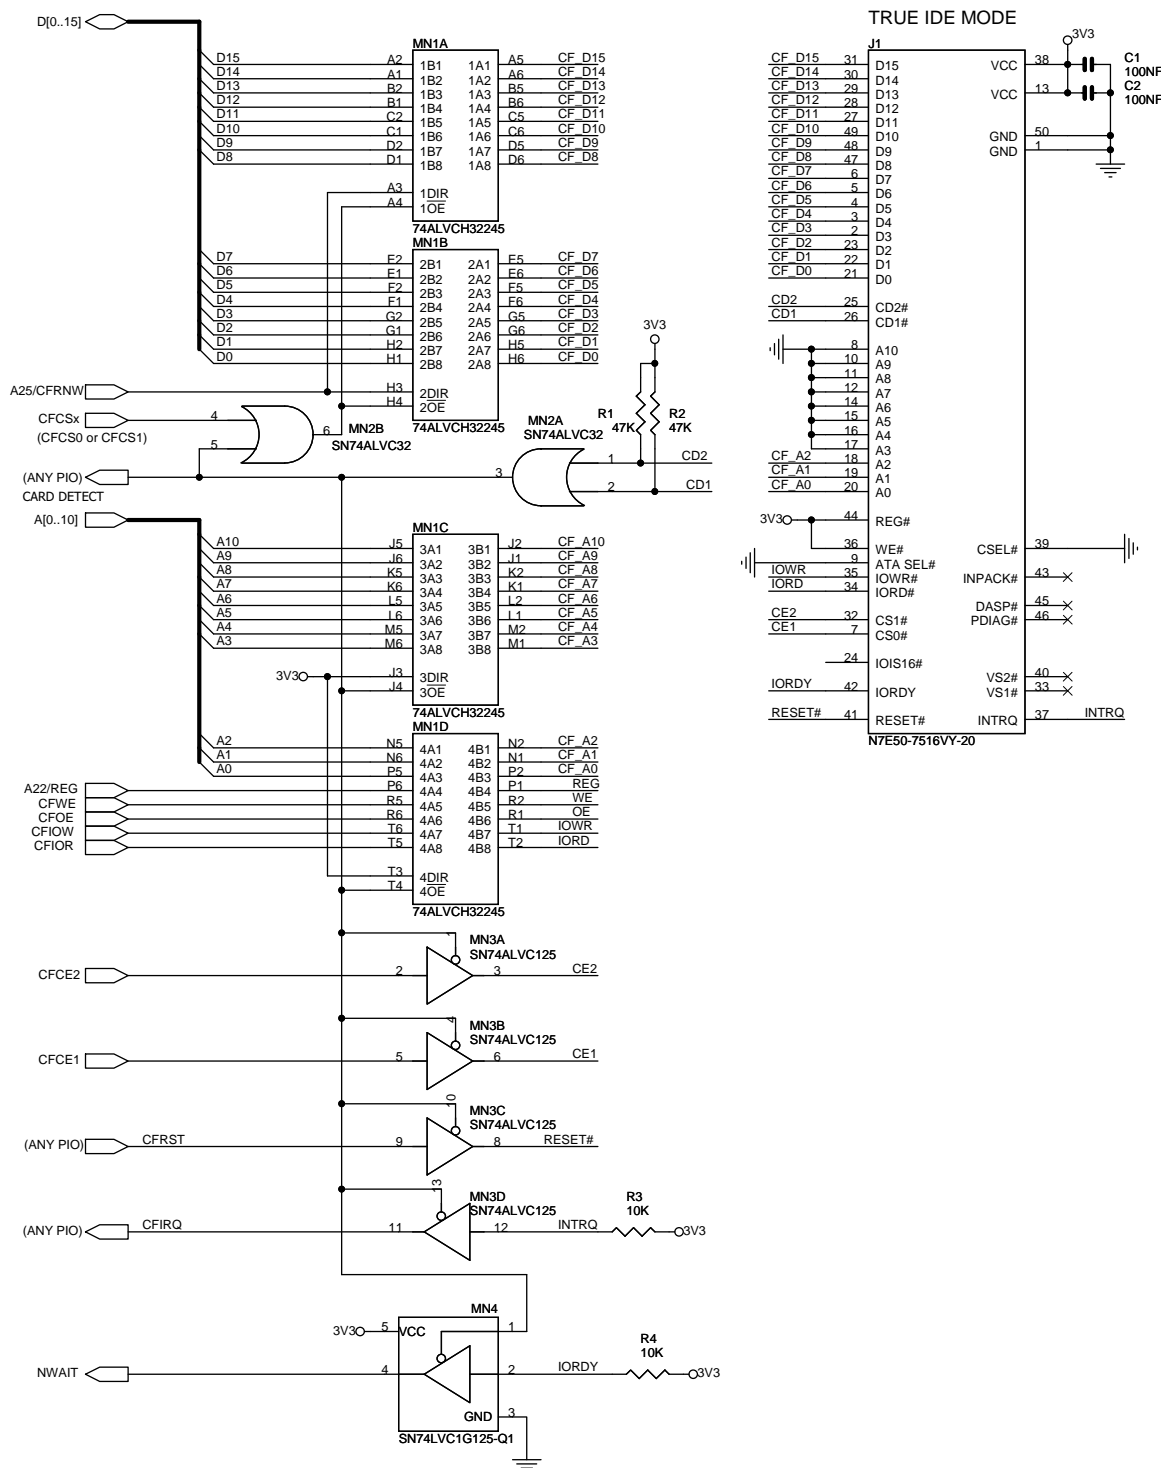 TRUE IDE MODE
D[0..15]
MN1A
D15 A2 1B1 1A1 A5 CF_D15
D14 A1 1B2 1A2 A6 CF_D14
D13 B2 1B3 1A3 B5 CF_D13
D12 B1 1B4 1A4 B6 CF_D12
D11 C2 1B5 1A5 C5 CF_D11
D10 C1 1B6 1A6 C6 CF_D10
D9 D2 1B7 1A7 D5 CF_D9
D8 D1 1B8 1A8 D6 CF_D8
A3 1DIR
A4 1OE
74ALVCH32245
MN1B
D7 E2 2B1 2A1 E5 CF_D7
D6 E1 2B2 2A2 E6 CF_D6
D5 F2 2B3 2A3 F5 CF_D5
D4 F1 2B4 2A4 F6 CF_D4
D3 G2 2B5 2A5 G5 CF_D3
D2 G1 2B6 2A6 G6 CF_D2
D1 H2 2B7 2A7 H5 CF_D1
D0 H1 2B8 2A8 H6 CF_D0
A25/CFRNW H3 2DIR
H4 2OE
74ALVCH32245
CFCSx
(CFCS0 or CFCS1)
4
5
6
MN2B
SN74ALVC32
3V3
R1
47K
R2
47K
MN2A
SN74ALVC32
1 CD2
2 CD1
3
(ANY PIO)
CARD DETECT
A[0..10]
MN1C
A10 J5 3A1 3B1 J2 CF_A10
A9 J6 3A2 3B2 J1 CF_A9
A8 K5 3A3 3B3 K2 CF_A8
A7 K6 3A4 3B4 K1 CF_A7
A6 L5 3A5 3B5 L2 CF_A6
A5 L6 3A6 3B6 L1 CF_A5
A4 M5 3A7 3B7 M2 CF_A4
A3 M6 3A8 3B8 M1 CF_A3
3V3 J3 3DIR
J4 3OE
74ALVCH32245
MN1D
A2 N5 4A1 4B1 N2 CF_A2
A1 N6 4A2 4B2 N1 CF_A1
A0 P5 4A3 4B3 P2 CF_A0
A22/REG P6 4A4 4B4 P1 REG
CFWE R5 4A5 4B5 R2 WE
CFOE R6 4A6 4B6 R1 OE
CFIOW T6 4A7 4B7 T1 IOWR
CFIOR T5 4A8 4B8 T2 IORD
T3 4DIR
T4 4OE
74ALVCH32245
MN3A
SN74ALVC125
1
CFCE2 2 3 CE2
MN3B
SN74ALVC125
4
CFCE1 5 6 CE1
MN3C
SN74ALVC125
10
(ANY PIO) CFRST 9 8 RESET#
MN3D
SN74ALVC125
13
(ANY PIO) CFIRQ 11 12 INTRQ
R3
10K
3V3
MN4
3V3 5 VCC 1
NWAIT 4 2 IORDY
R4
10K
3V3
GND 3
SN74LVC1G125-Q1
J1
CF_D15 31 D15
CF_D14 30 D14
CF_D13 29 D13
CF_D12 28 D12
CF_D11 27 D11
CF_D10 49 D10
CF_D9 48 D9
CF_D8 47 D8
CF_D7 6 D7
CF_D6 5 D6
CF_D5 4 D5
CF_D4 3 D4
CF_D3 2 D3
CF_D2 23 D2
CF_D1 22 D1
CF_D0 21 D0
CD2 25 CD2#
CD1 26 CD1#
8 A10
10 A9
11 A8
12 A7
14 A6
15 A5
16 A4
17 A3
CF_A2 18 A2
CF_A1 19 A1
CF_A0 20 A0
3V3 44 REG#
36 WE#
9 ATA SEL#
IOWR 35 IOWR#
IORD 34 IORD#
CE2 32 CS1#
CE1 7 CS0#
24 IOIS16#
IORDY 42 IORDY
RESET# 41 RESET#
3V3
VCC 38
C1
100NF
VCC 13
C2
100NF
GND 50
GND 1
CSEL# 39
INPACK# 43
DASP# 45
PDIAG# 46
VS2# 40
VS1# 33
INTRQ 37 INTRQ
N7E50-7516VY-20